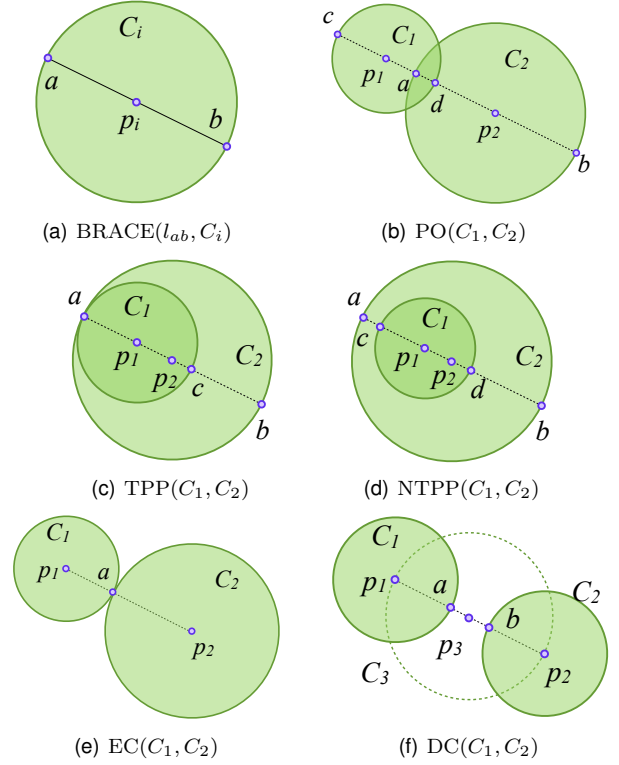 C_i
a
b
p_i
(a) BRACE(l_{ab}, C_i)
c
C_1
C_2
p_1
a
d
p_2
b
(b) PO(C_1, C_2)
a
C_1
C_2
p_1
p_2
c
b
(c) TPP(C_1, C_2)
a
c
C_1
C_2
p_1
p_2
d
b
(d) NTPP(C_1, C_2)
C_1
p_1
a
C_2
p_2
(e) EC(C_1, C_2)
C_1
p_1
a
b
C_2
p_3
C_3
p_2
(f) DC(C_1, C_2)